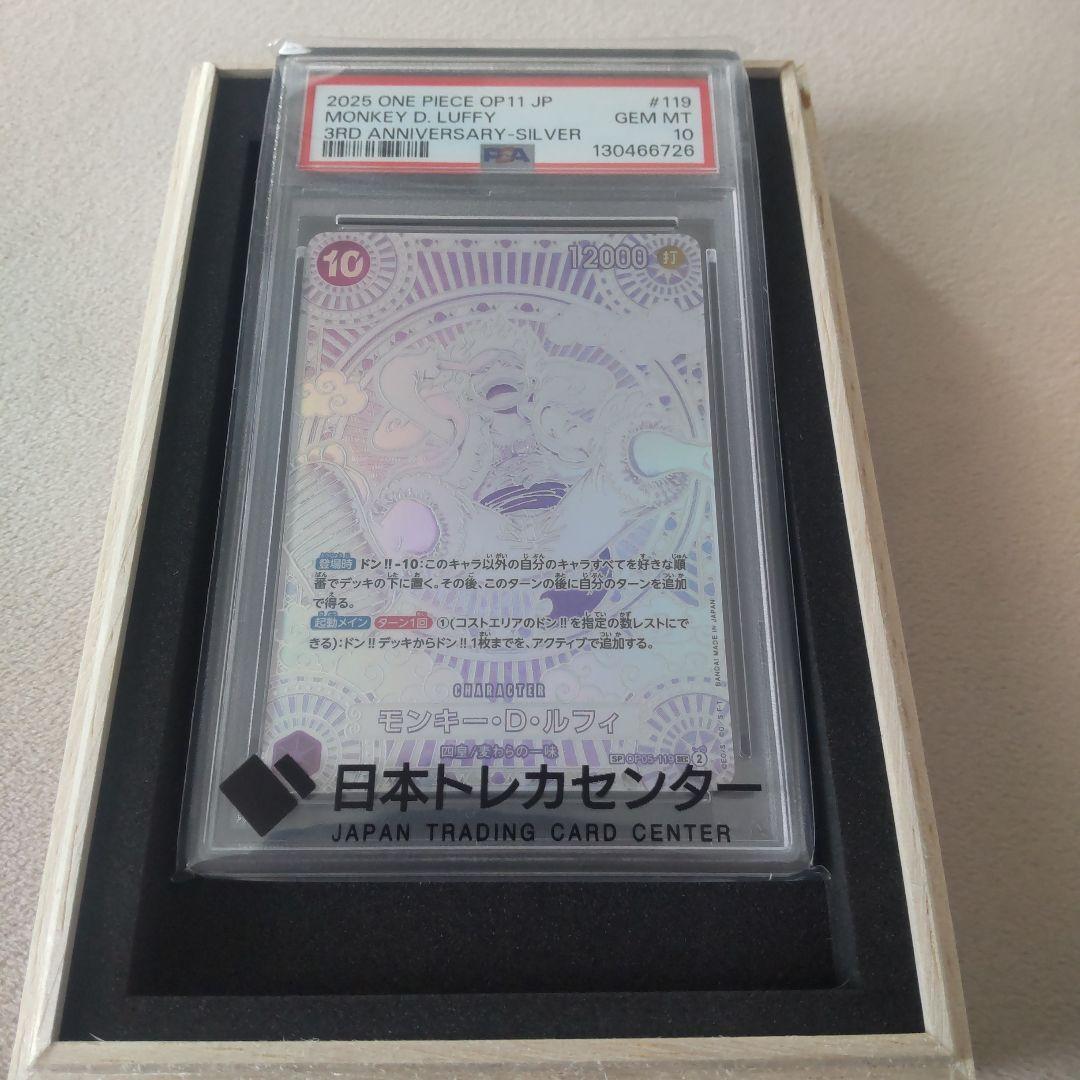 2025 ONE PIECE OP11 JP #119
MONKEY D. LUFFY GEM MT
3RD ANNIVERSARY-SILVER 10
PSA 130466726
10 12000 打
登場時 ドン!!-10:このキャラ以外の自分のキャラすべてを好きな順
番でデッキの下に置く。その後、このターンの後に自分のターンを追加
で得る。
起動メイン ターン1回 ①(コストエリアのドン!!を指定の数レストにで
きる):ドン!!デッキからドン!!1枚までを、アクティブで追加する。
BANDAI MADE IN JAPAN
CHARACTER
モンキー・D・ルフィ
四皇/麦わらの一味
SP OP05-119 SEC 2
日本トレカセンター
JAPAN TRADING CARD CENTER